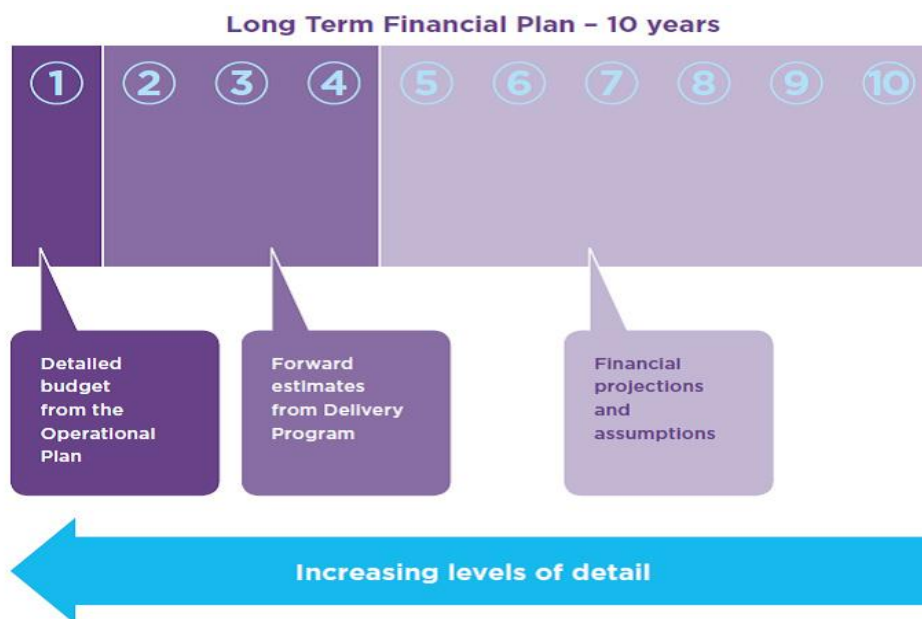 Long Term Financial Plan – 10 years
1 2 3 4 5 6 7 8 9 10
Detailed
budget
from the
Operational
Plan
Forward
estimates
from Delivery
Program
Financial
projections
and
assumptions
Increasing levels of detail